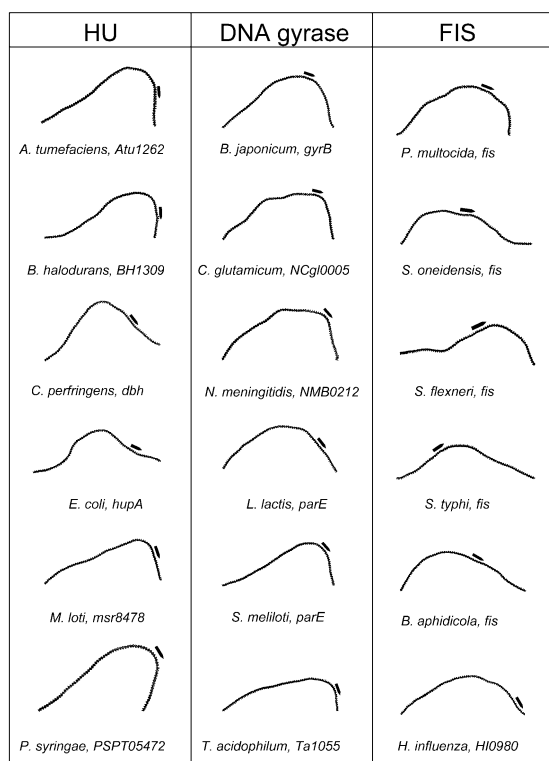 HU
DNA gyrase
FIS
A. tumefaciens, Atu1262
B. japonicum, gyrB
P. multocida, fis
B. halodurans, BH1309
C. glutamicum, NCgl0005
S. oneidensis, fis
C. perfringens, dbh
N. meningitidis, NMB0212
S. flexneri, fis
E. coli, hupA
L. lactis, parE
S. typhi, fis
M. loti, msr8478
S. meliloti, parE
B. aphidicola, fis
P. syringae, PSPT05472
T. acidophilum, Ta1055
H. influenza, HI0980